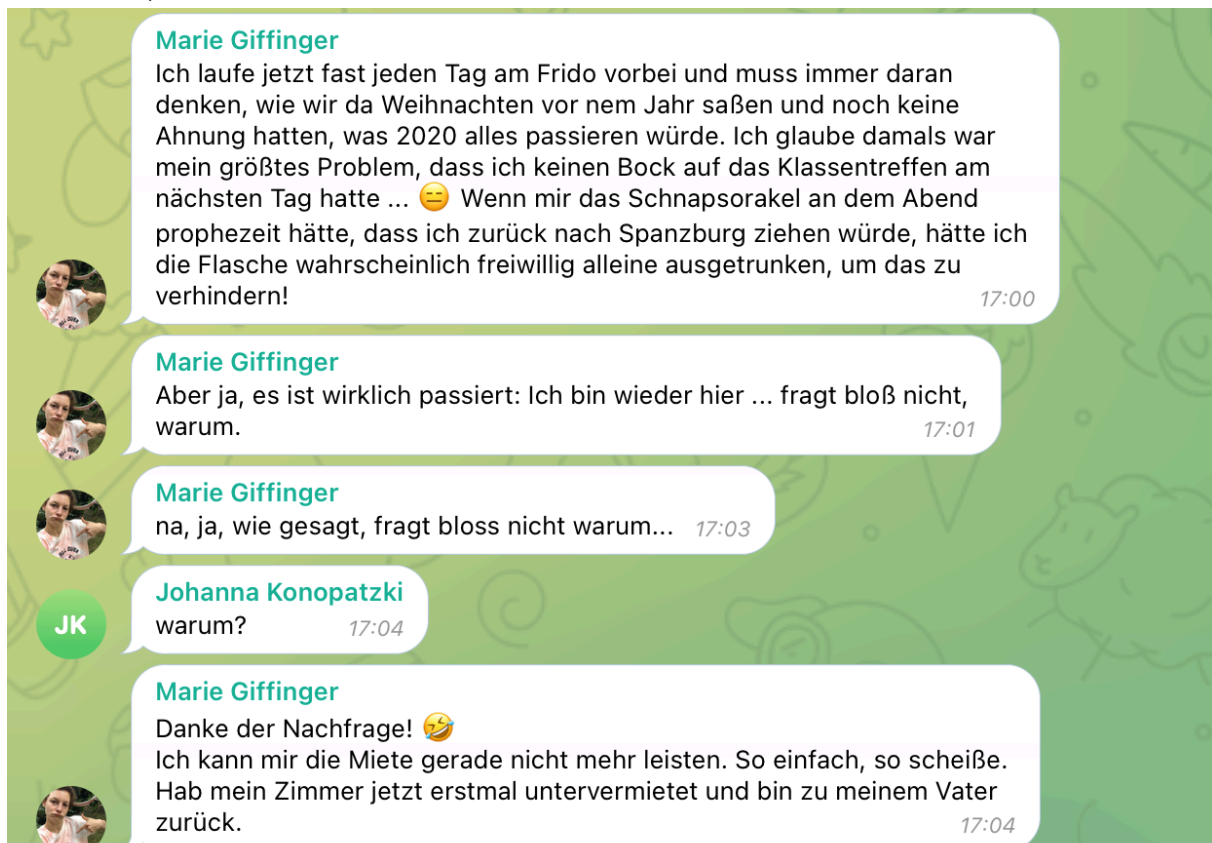 Marie Giffinger
Ich laufe jetzt fast jeden Tag am Frido vorbei und muss immer daran
denken, wie wir da Weihnachten vor nem Jahr saßen und noch keine
Ahnung hatten, was 2020 alles passieren würde. Ich glaube damals war
mein größtes Problem, dass ich keinen Bock auf das Klassentreffen am
nächsten Tag hatte ... 😑 Wenn mir das Schnapsorakel an dem Abend
prophezeit hätte, dass ich zurück nach Spanzburg ziehen würde, hätte ich
die Flasche wahrscheinlich freiwillig alleine ausgetrunken, um das zu
verhindern!
17:00
Marie Giffinger
Aber ja, es ist wirklich passiert: Ich bin wieder hier ... fragt bloß nicht,
warum.
17:01
Marie Giffinger
na, ja, wie gesagt, fragt bloss nicht warum... 17:03
JK
Johanna Konopatzki
warum? 17:04
Marie Giffinger
Danke der Nachfrage! 🤣
Ich kann mir die Miete gerade nicht mehr leisten. So einfach, so scheiße.
Hab mein Zimmer jetzt erstmal untervermietet und bin zu meinem Vater
zurück.
17:04